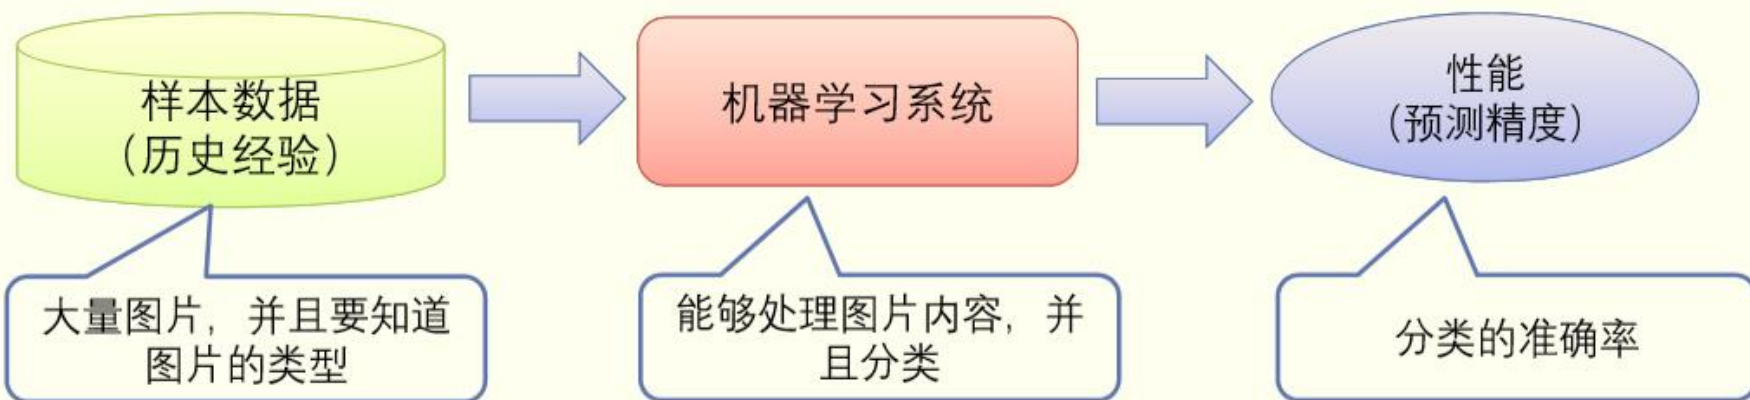 样本数据
（历史经验）
机器学习系统
性能
（预测精度）
大量图片，并且要知道
图片的类型
能够处理图片内容，并
且分类
分类的准确率